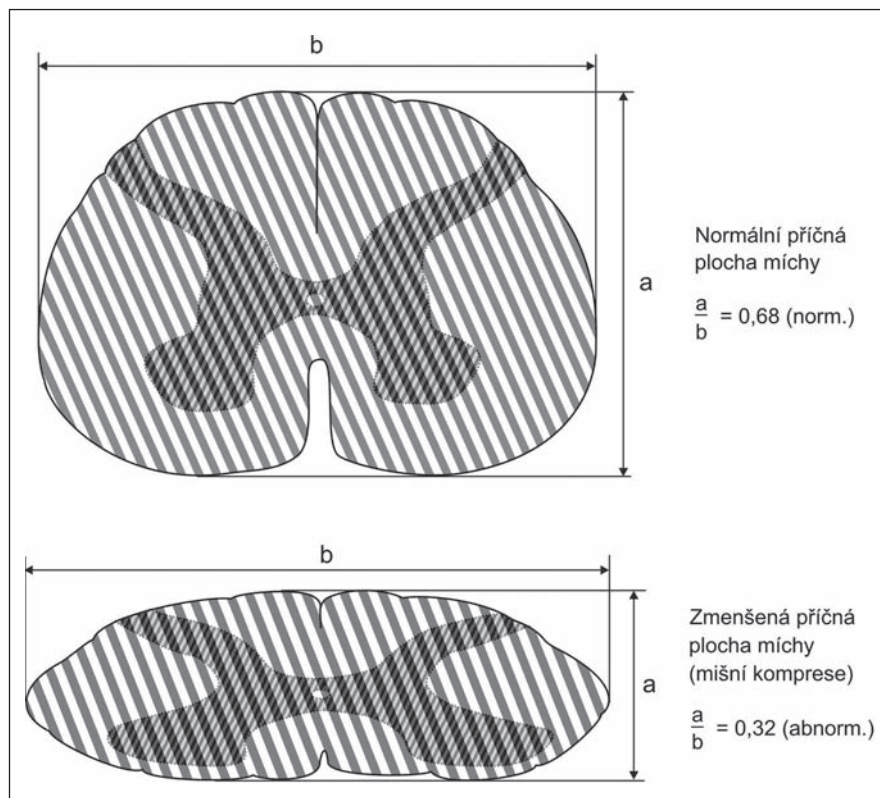 b
a
Normální příčná
plocha míchy
a/b = 0,68 (norm.)
b
a
Zmenšená příčná
plocha míchy
(mišní komprese)
a/b = 0,32 (abnorm.)